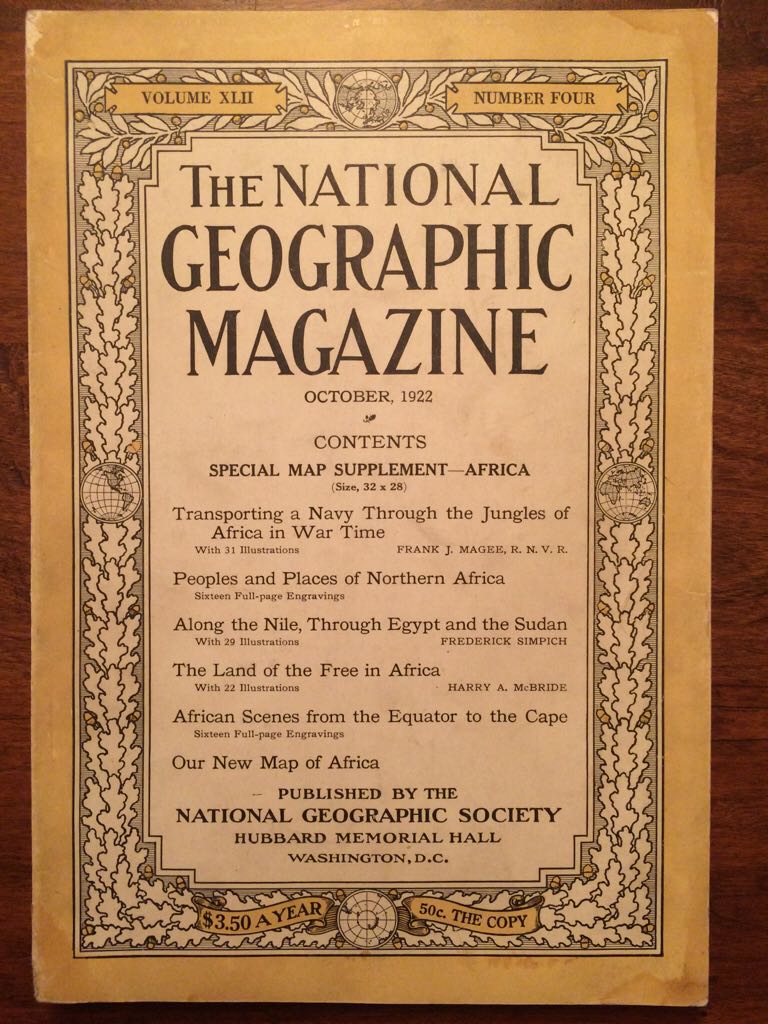 VOLUME XLII
NUMBER FOUR
THE NATIONAL
GEOGRAPHIC
MAGAZINE
OCTOBER, 1922
CONTENTS
SPECIAL MAP SUPPLEMENT—AFRICA
(Size, 32 x 28)
Transporting a Navy Through the Jungles of
Africa in War Time
With 31 Illustrations FRANK J. MAGEE, R. N. V. R.
Peoples and Places of Northern Africa
Sixteen Full-page Engravings
Along the Nile, Through Egypt and the Sudan
With 29 Illustrations FREDERICK SIMPICH
The Land of the Free in Africa
With 22 Illustrations HARRY A. McBRIDE
African Scenes from the Equator to the Cape
Sixteen Full-page Engravings
Our New Map of Africa
PUBLISHED BY THE
NATIONAL GEOGRAPHIC SOCIETY
HUBBARD MEMORIAL HALL
WASHINGTON, D.C.
$3.50 A YEAR
50c. THE COPY